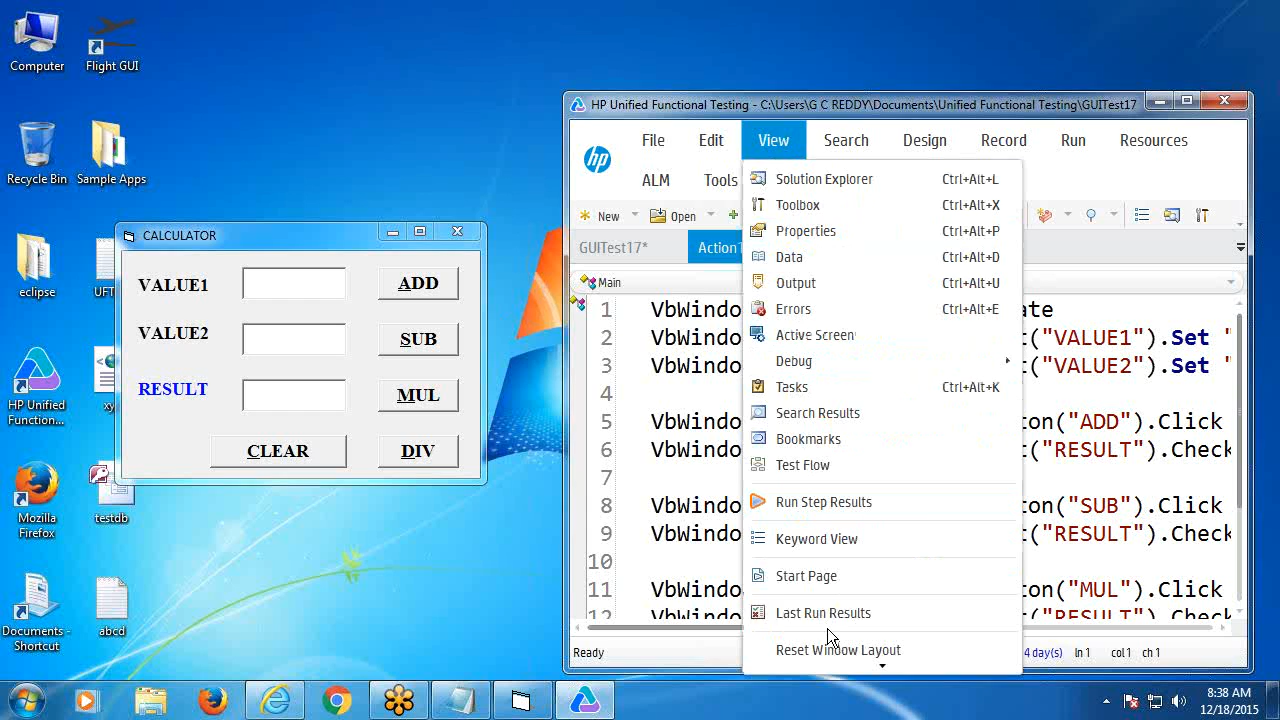 Computer
Flight GUI
Recycle Bin
Sample Apps
eclipse
UFT
HP Unified
Function...
xy
Mozilla
Firefox
testdb
Documents -
Shortcut
abcd
CALCULATOR
VALUE1
ADD
VALUE2
SUB
RESULT
MUL
CLEAR
DIV
HP Unified Functional Testing - C:\Users\G C REDDY\Documents\Unified Functional Testing\GUITest17
hp
File Edit View Search Design Record Run Resources
ALM Tools
New Open
GUITest17* Action1
Main
Solution Explorer Ctrl+Alt+L
Toolbox Ctrl+Alt+X
Properties Ctrl+Alt+P
Data Ctrl+Alt+D
Output Ctrl+Alt+U
Errors Ctrl+Alt+E
Active Screen
Debug
Tasks Ctrl+Alt+K
Search Results
Bookmarks
Test Flow
Run Step Results
Keyword View
Start Page
Last Run Results
Reset Window Layout
1 VbWindo ate
2 VbWindo t("VALUE1").Set "
3 VbWindo t("VALUE2").Set "
4
5 VbWindo ton("ADD").Click
6 VbWindo t("RESULT").Check
7
8 VbWindo ton("SUB").Click
9 VbWindo t("RESULT").Check
10
11 VbWindo ton("MUL").Click
12 VbWindo t("RESULT").Check
Ready 4 day(s) ln 1 col 1 ch 1
8:38 AM
12/18/2015